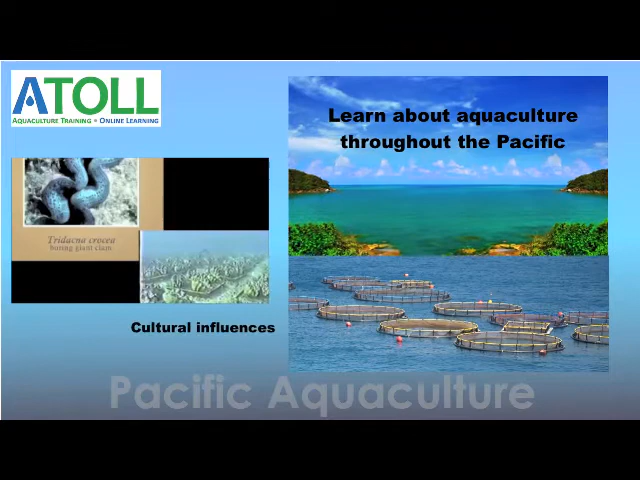 ATOLL
AQUACULTURE TRAINING • ONLINE LEARNING
Learn about aquaculture
throughout the Pacific
Tridacna crocea
boring giant clam
Cultural influences
Pacific Aquaculture